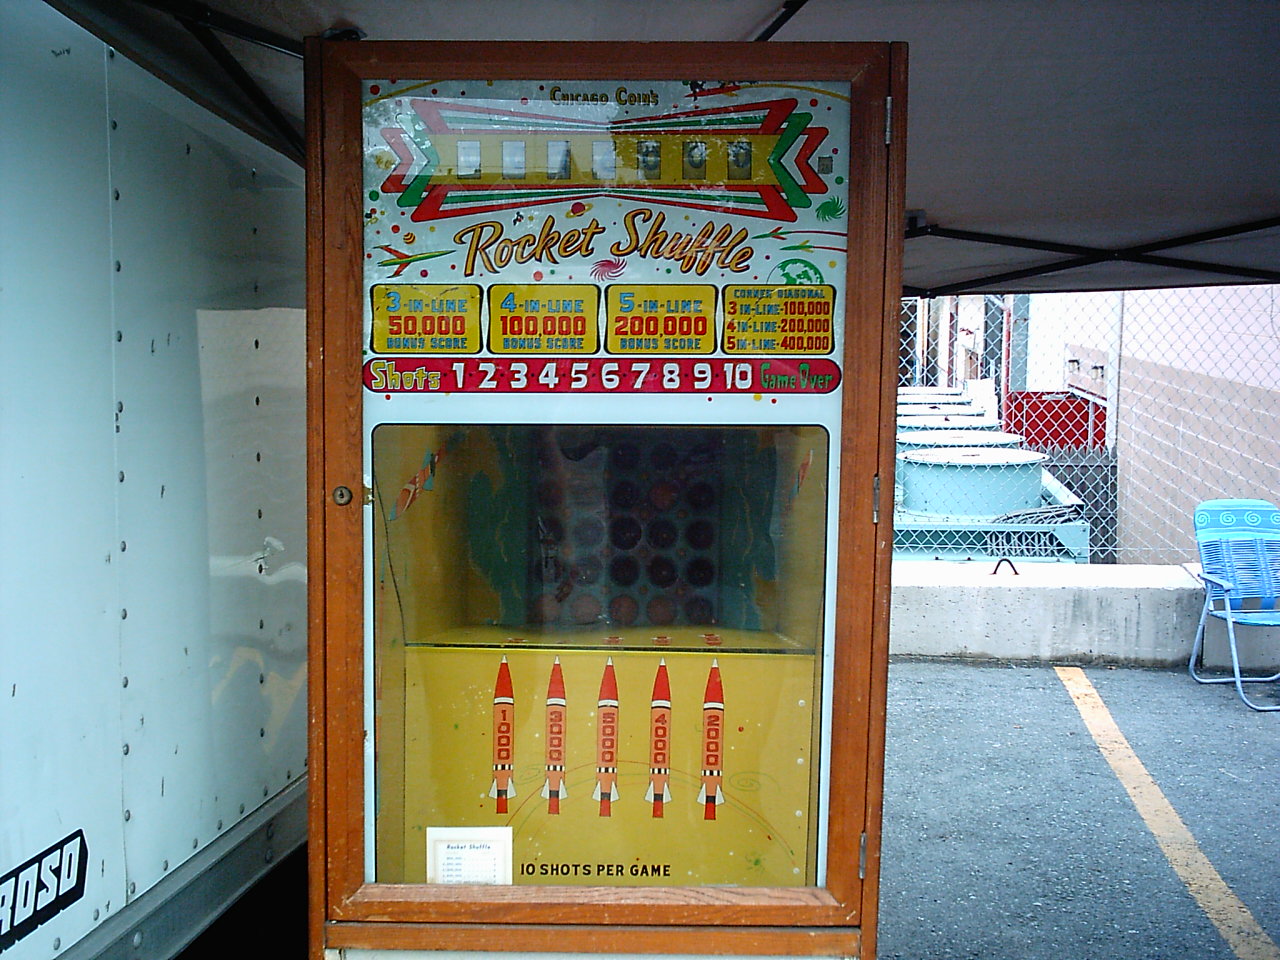 CHICAGO COIN'S
Rocket Shuffle
3-IN-LINE
50,000
BONUS SCORE
4-IN-LINE
100,000
BONUS SCORE
5-IN-LINE
200,000
BONUS SCORE
CORNER DIAGONAL
3 IN-LINE-100,000
4 IN-LINE-200,000
5 IN-LINE-400,000
Shots 1 2 3 4 5 6 7 8 9 10 Game Over
1000
3000
5000
4000
2000
Rocket Shuffle
10 SHOTS PER GAME
ROSO